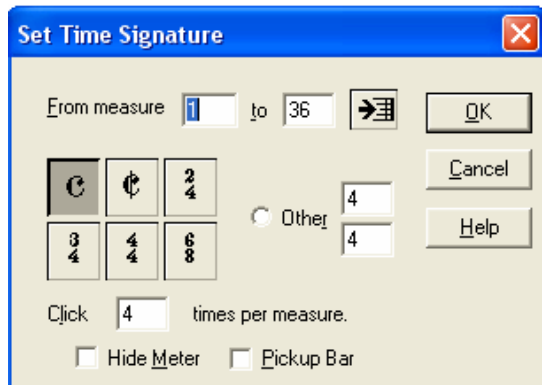 Set Time Signature
From measure 1 to 36
OK
Cancel
Help
C ¢ 2/4
3/4 4/4 6/8
Other 4
4
Click 4 times per measure.
Hide Meter Pickup Bar